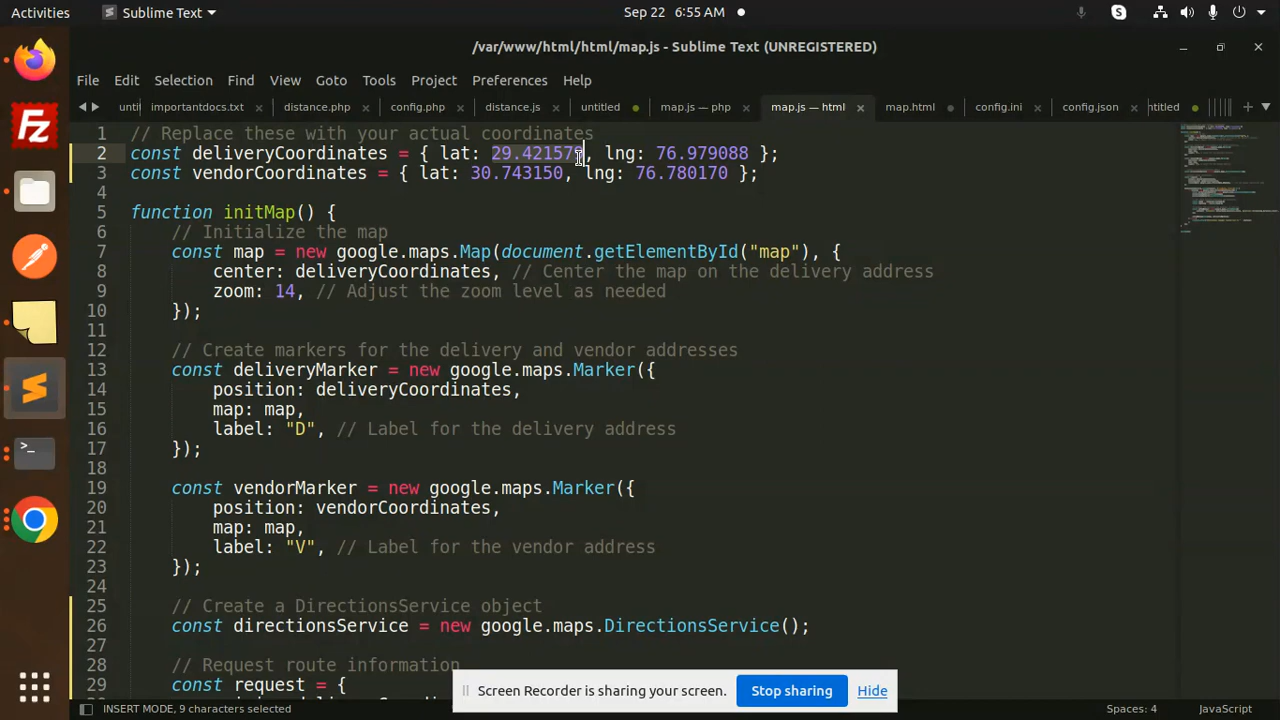 Activities Sublime Text Sep 22 6:55 AM
/var/www/html/html/map.js - Sublime Text (UNREGISTERED)
File Edit Selection Find View Goto Tools Project Preferences Help
unti importantdocs.txt distance.php config.php distance.js untitled map.js — php map.js — html map.html config.ini config.json ntitled
1 // Replace these with your actual coordinates
2 const deliveryCoordinates = { lat: 29.421575, lng: 76.979088 };
3 const vendorCoordinates = { lat: 30.743150, lng: 76.780170 };
4
5 function initMap() {
6 // Initialize the map
7 const map = new google.maps.Map(document.getElementById("map"), {
8 center: deliveryCoordinates, // Center the map on the delivery address
9 zoom: 14, // Adjust the zoom level as needed
10 });
11
12 // Create markers for the delivery and vendor addresses
13 const deliveryMarker = new google.maps.Marker({
14 position: deliveryCoordinates,
15 map: map,
16 label: "D", // Label for the delivery address
17 });
18
19 const vendorMarker = new google.maps.Marker({
20 position: vendorCoordinates,
21 map: map,
22 label: "V", // Label for the vendor address
23 });
24
25 // Create a DirectionsService object
26 const directionsService = new google.maps.DirectionsService();
27
28 // Request route information
29 const request = {
Screen Recorder is sharing your screen. Stop sharing Hide
INSERT MODE, 9 characters selected Spaces: 4 JavaScript